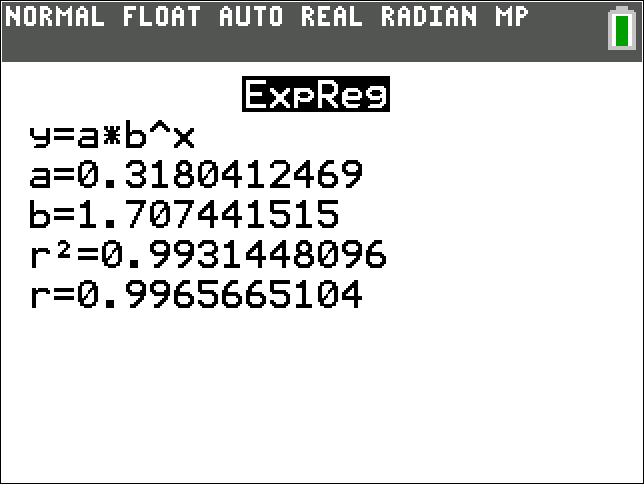 NORMAL FLOAT AUTO REAL RADIAN MP
ExpReg
y=a*b^x
a=0.3180412469
b=1.707441515
r²=0.9931448096
r=0.9965665104